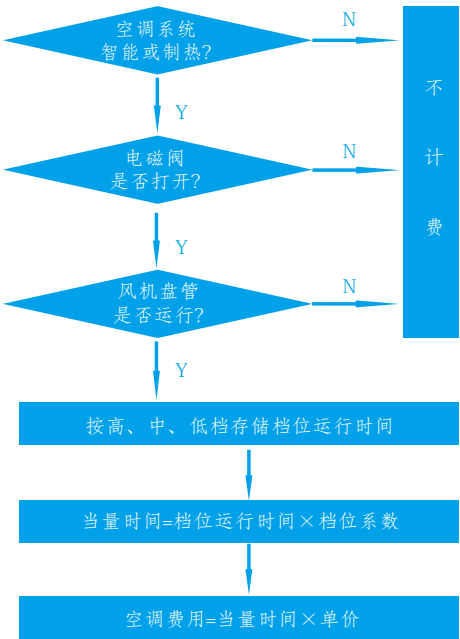 空调系统
智能或制热?
N
Y
电磁阀
是否打开?
N
Y
风机盘管
是否运行?
N
Y
不
计
费
按高、中、低档存储档位运行时间
当量时间=档位运行时间×档位系数
空调费用=当量时间×单价